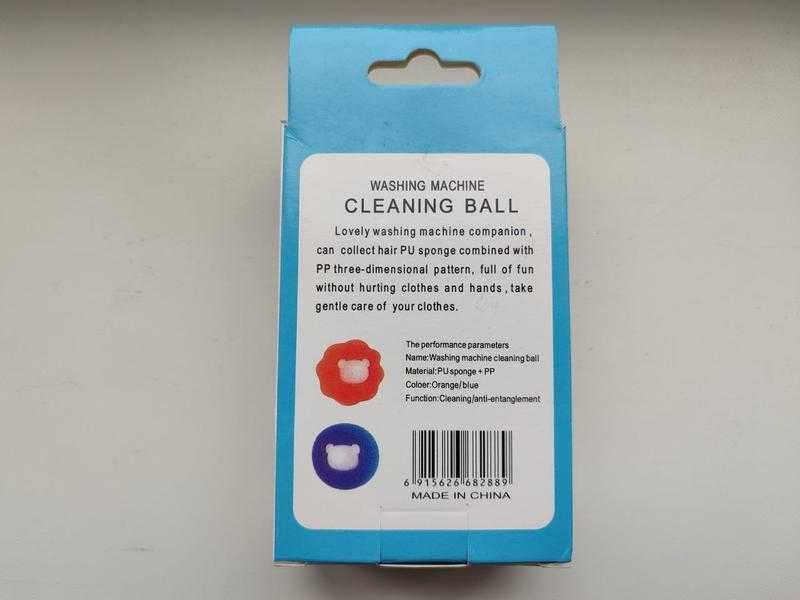 WASHING MACHINE
CLEANING BALL
Lovely washing machine companion,
can collect hair PU sponge combined with
PP three-dimensional pattern, full of fun
without hurting clothes and hands, take
gentle care of your clothes.
The performance parameters
Name:Washing machine cleaning ball
Material:PU sponge + PP
Coloer:Orange/blue
Function:Cleaning/anti-entanglement
6 915626 682889
MADE IN CHINA